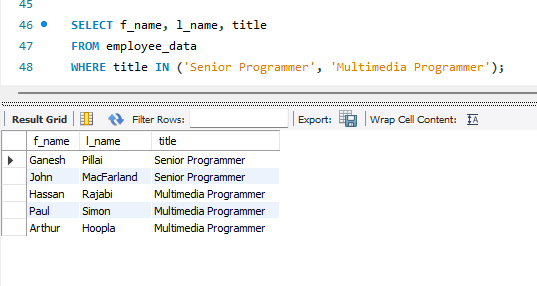 45
46 SELECT f_name, l_name, title
47 FROM employee_data
48 WHERE title IN ('Senior Programmer', 'Multimedia Programmer');
Result Grid Filter Rows: Export: Wrap Cell Content: IA
f_name l_name title
Ganesh Pillai Senior Programmer
John MacFarland Senior Programmer
Hassan Rajabi Multimedia Programmer
Paul Simon Multimedia Programmer
Arthur Hoopla Multimedia Programmer